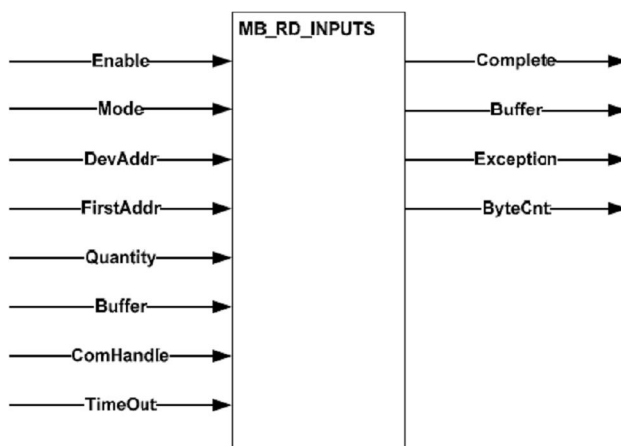 MB_RD_INPUTS
Enable
Complete
Mode
Buffer
DevAddr
Exception
FirstAddr
ByteCnt
Quantity
Buffer
ComHandle
TimeOut